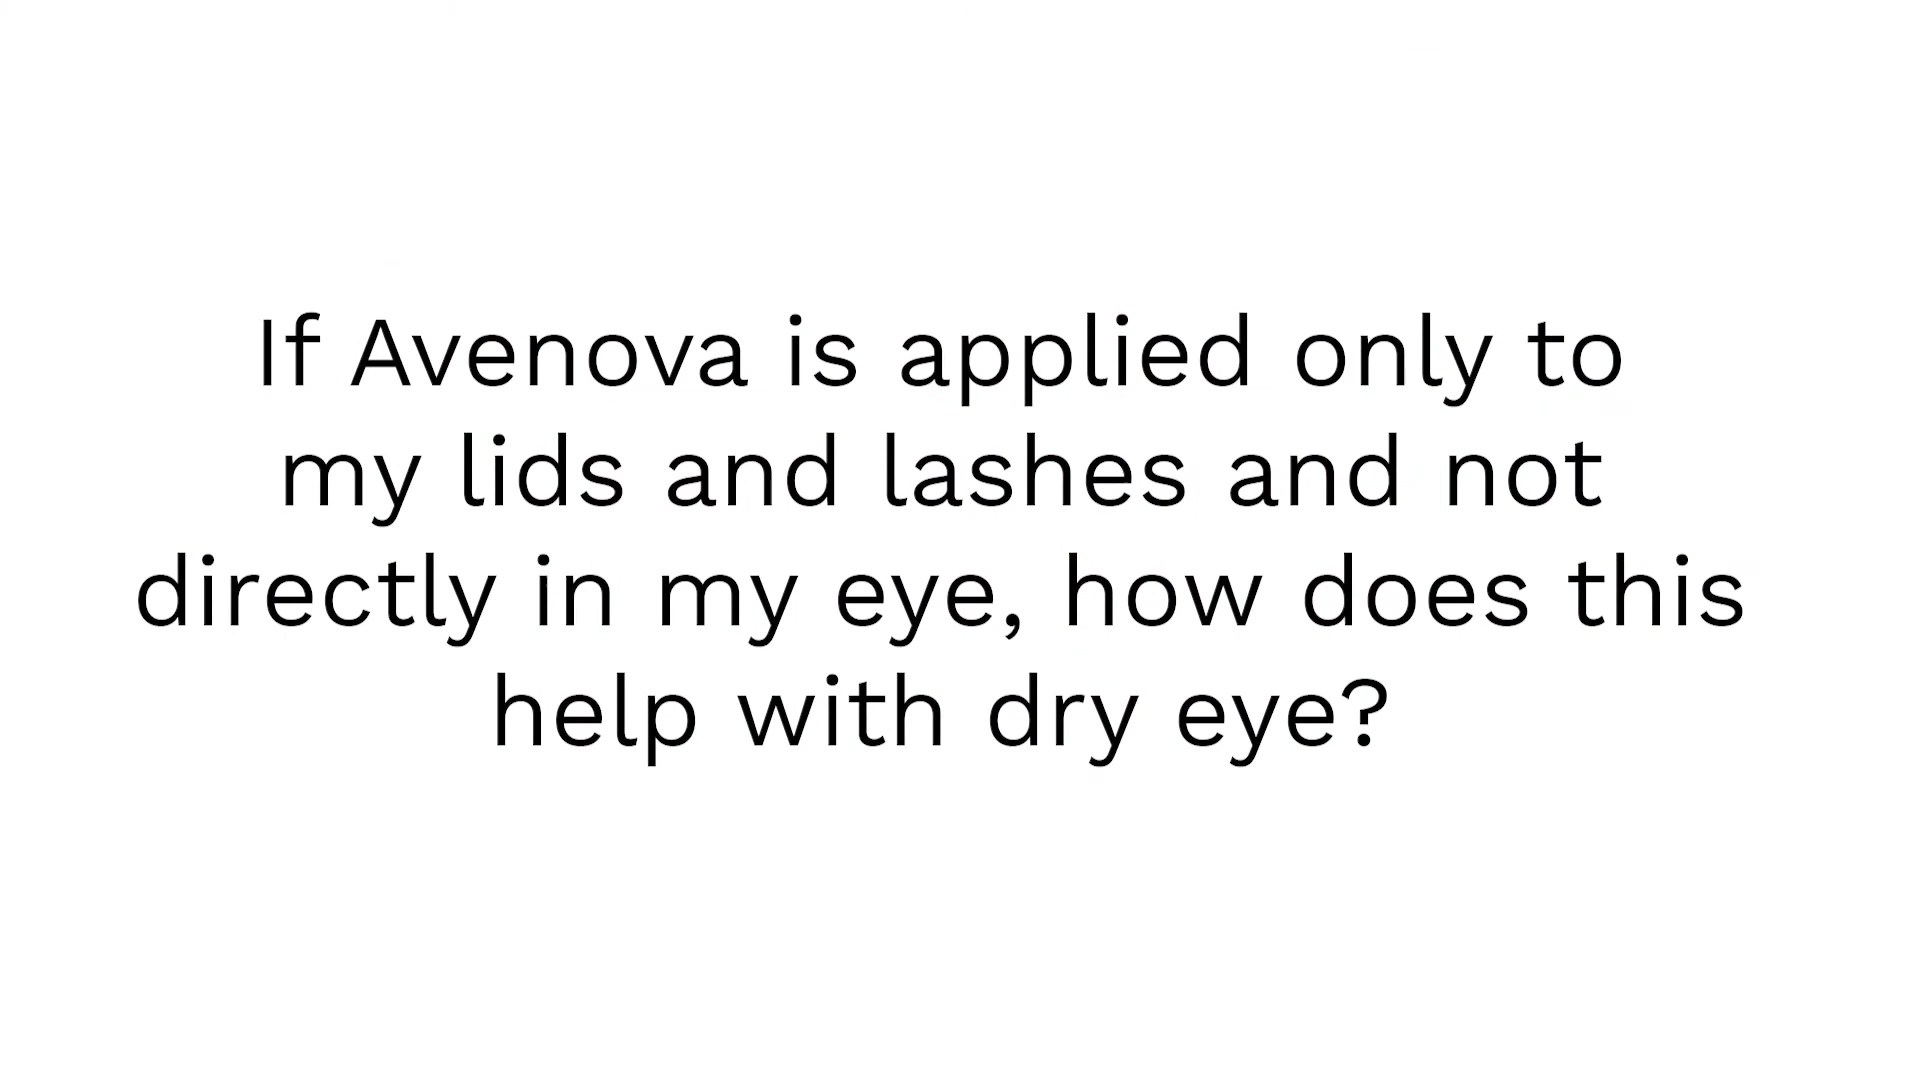 If Avenova is applied only to
my lids and lashes and not
directly in my eye, how does this
help with dry eye?